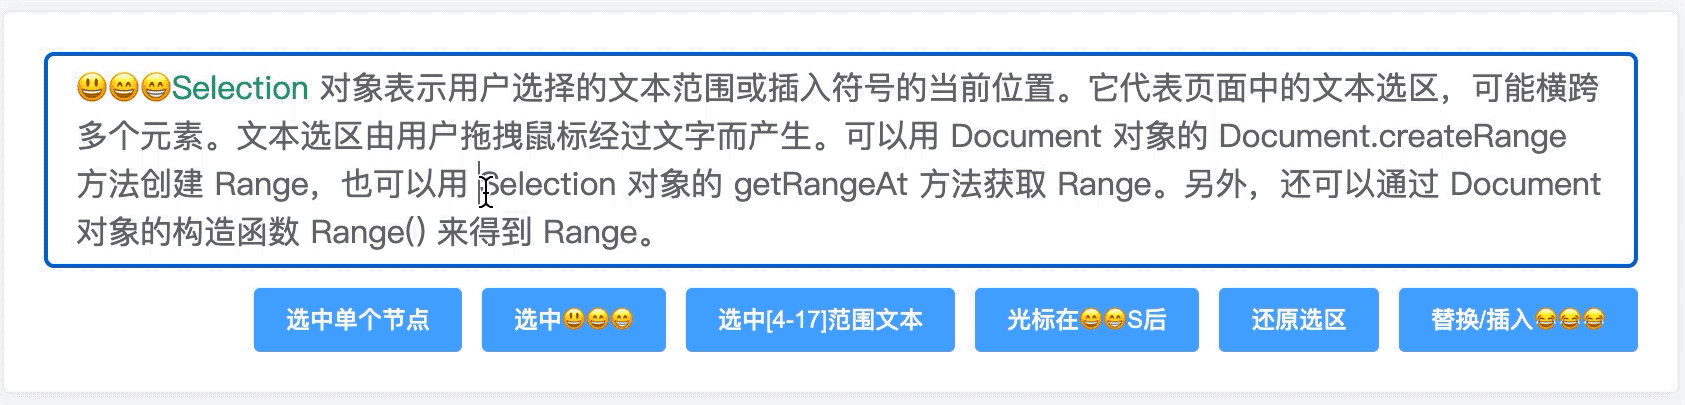 😃😄😁Selection 对象表示用户选择的文本范围或插入符号的当前位置。它代表页面中的文本选区，可能横跨
多个元素。文本选区由用户拖拽鼠标经过文字而产生。可以用 Document 对象的 Document.createRange
方法创建 Range，也可以用 Selection 对象的 getRangeAt 方法获取 Range。另外，还可以通过 Document
对象的构造函数 Range() 来得到 Range。
选中单个节点
选中😃😄😁
选中[4-17]范围文本
光标在😄😁S后
还原选区
替换/插入😂😂😂